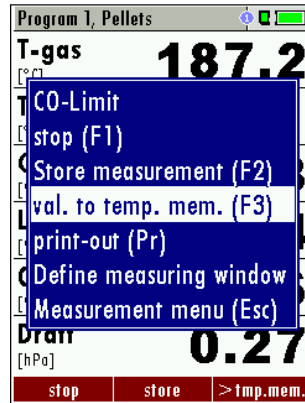 Program 1, Pellets
T-gas
187.2
CO-Limit
stop (F1)
Store measurement (F2)
val. to temp. mem. (F3)
print-out (Pr)
Define measuring window
Measurement menu (Esc)
Draft
[hPa]
0.27
stop
store
>tmp.mem.